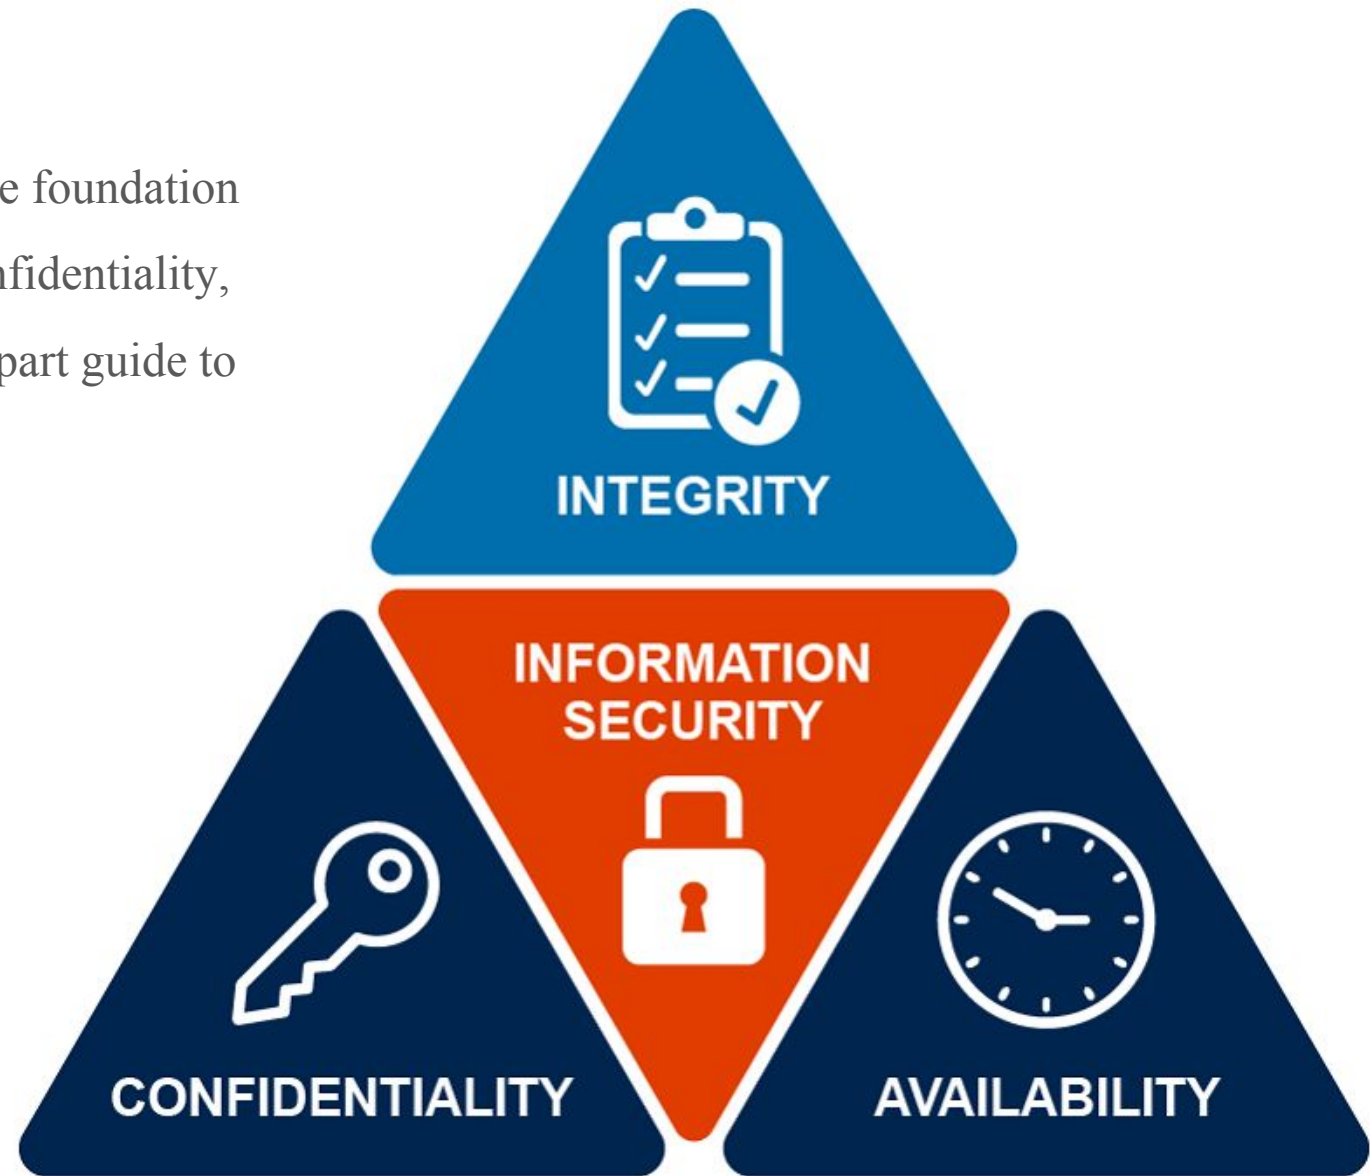 e foundation
nfidentiality,
part guide to
INTEGRITY
INFORMATION
SECURITY
CONFIDENTIALITY
AVAILABILITY